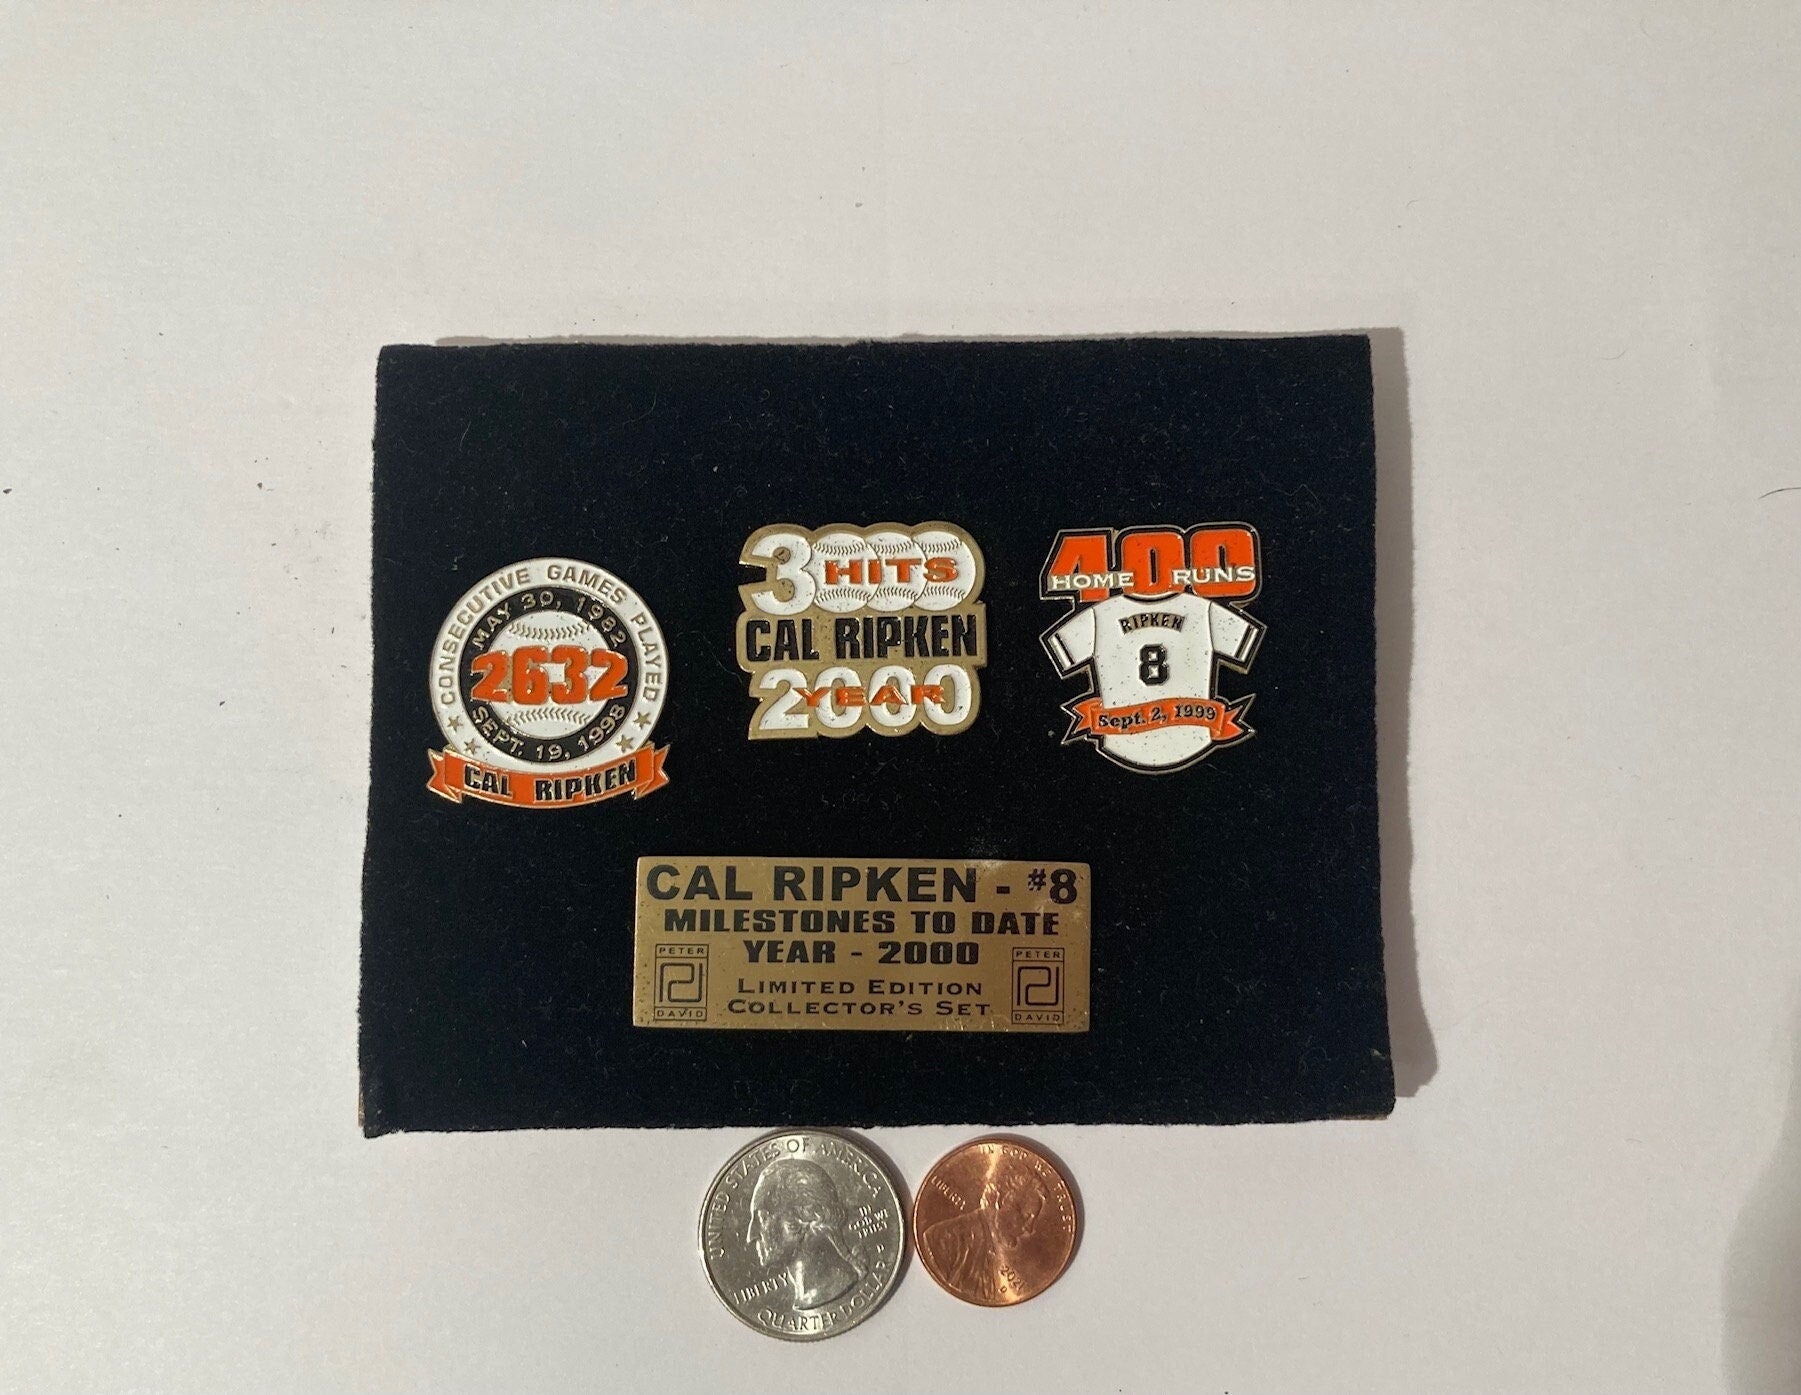 CONSECUTIVE GAMES PLAYED
MAY 30, 1982
2632
SEPT. 19, 1998
CAL RIPKEN
3000
HITS
CAL RIPKEN
2000
YEAR
400
HOME RUNS
RIPKEN
8
Sept. 2, 1999
CAL RIPKEN - #8
MILESTONES TO DATE
YEAR - 2000
LIMITED EDITION
COLLECTOR'S SET
PETER
DAVID
PETER
DAVID
UNITED STATES OF AMERICA
IN
GOD WE
TRUST
LIBERTY
QUARTER DOLLAR
IN GOD WE TRUST
LIBERTY